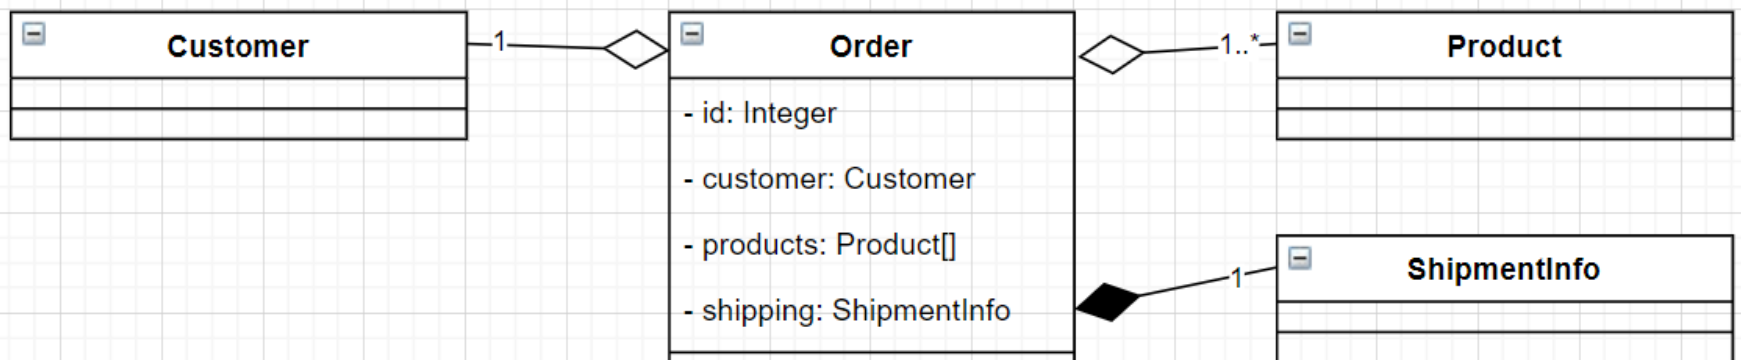 Customer
1
Order
1..*
Product
- id: Integer
- customer: Customer
- products: Product[]
- shipping: ShipmentInfo
1
ShipmentInfo